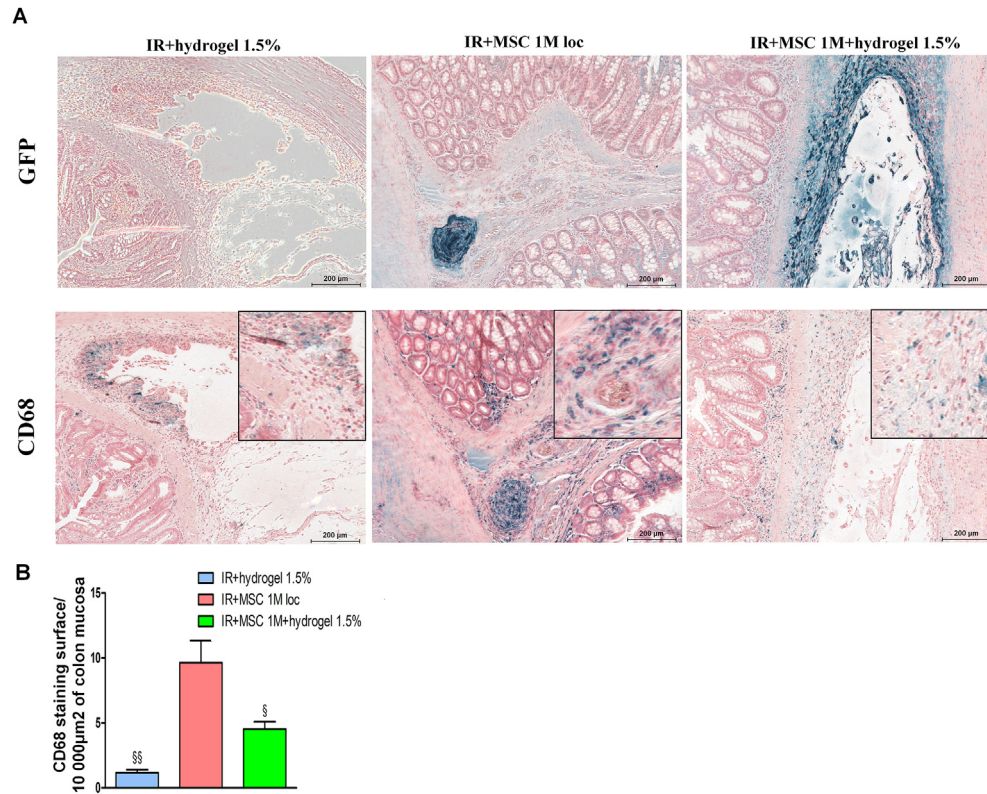 A
IR+hydrogel 1.5%
IR+MSC 1M loc
IR+MSC 1M+hydrogel 1.5%
GFP
200 µm
200 µm
200 µm
CD68
200 µm
200 µm
200 µm
B
IR+hydrogel 1.5%
IR+MSC 1M loc
IR+MSC 1M+hydrogel 1.5%
CD68 staining surface/
10 000µm2 of colon mucosa
15
10
5
0
§§
§